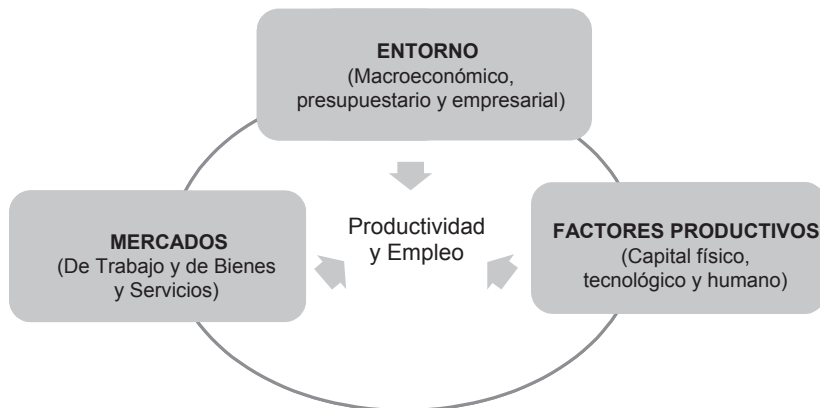 ENTORNO
(Macroeconómico,
presupuestario y empresarial)
MERCADOS
(De Trabajo y de Bienes
y Servicios)
Productividad
y Empleo
FACTORES PRODUCTIVOS
(Capital físico,
tecnológico y humano)